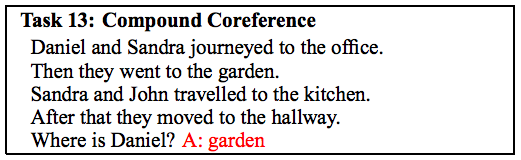 Task 13: Compound Coreference
Daniel and Sandra journeyed to the office.
Then they went to the garden.
Sandra and John travelled to the kitchen.
After that they moved to the hallway.
Where is Daniel? A: garden